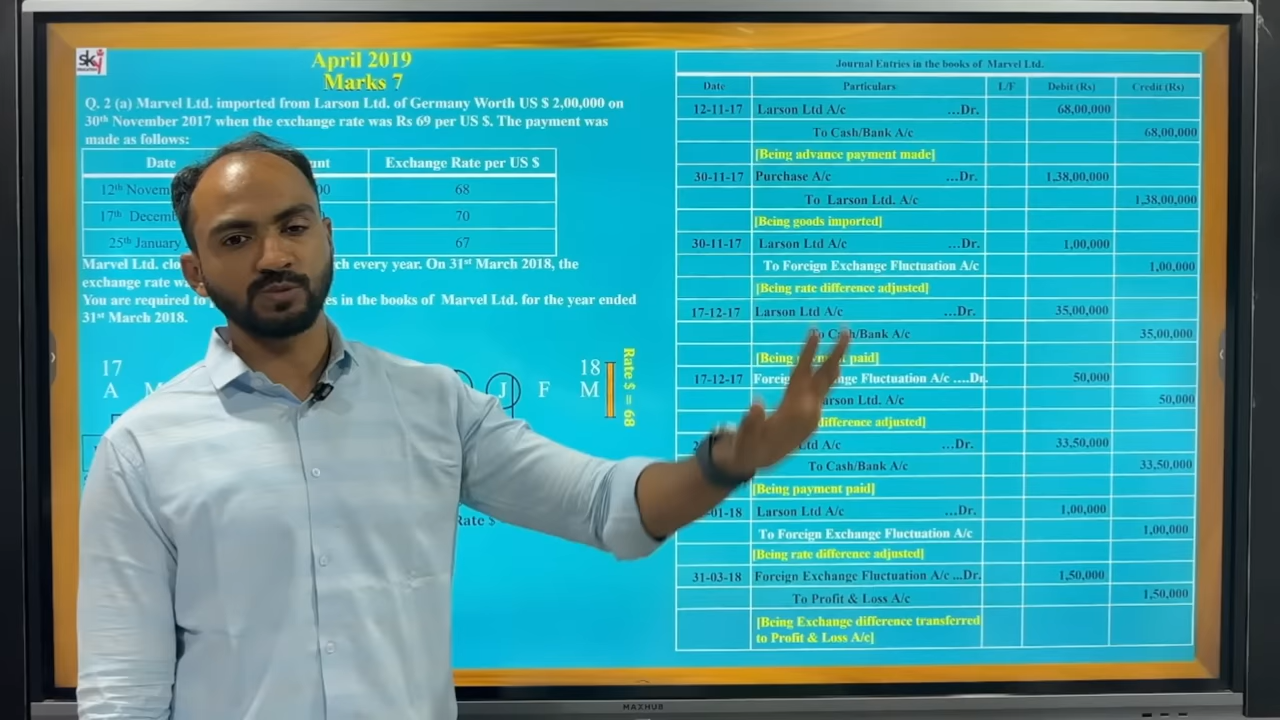 sky
April 2019
Marks 7
Q. 2 (a) Marvel Ltd. imported from Larson Ltd. of Germany Worth US $ 2,00,000 on
30th November 2017 when the exchange rate was Rs 69 per US $. The payment was
made as follows:
Date Exchange Rate per US $
12th 68
17th 70
25th January 67
Marvel Ltd. every year. On 31st March 2018, the
exchange rate
You are required to in the books of Marvel Ltd. for the year ended
31st March 2018.
17 18
A M J F M
Rate $ = 68
Rate $
Journal Entries in the books of Marvel Ltd.
Date Particulars L/F Debit (Rs) Credit (Rs)
12-11-17 Larson Ltd A/c ...Dr. 68,00,000
To Cash/Bank A/c 68,00,000
[Being advance payment made]
30-11-17 Purchase A/c ...Dr. 1,38,00,000
To Larson Ltd. A/c 1,38,00,000
[Being goods imported]
30-11-17 Larson Ltd A/c ...Dr. 1,00,000
To Foreign Exchange Fluctuation A/c 1,00,000
[Being rate difference adjusted]
17-12-17 Larson Ltd A/c ...Dr. 35,00,000
To Cash/Bank A/c 35,00,000
[Being payment paid]
17-12-17 Fluctuation A/c ....Dr. 50,000
Ltd. A/c 50,000
difference adjusted]
Ltd A/c ...Dr. 33,50,000
To Cash/Bank A/c 33,50,000
[Being payment paid]
-01-18 Larson Ltd A/c ...Dr. 1,00,000
To Foreign Exchange Fluctuation A/c 1,00,000
[Being rate difference adjusted]
31-03-18 Foreign Exchange Fluctuation A/c ...Dr. 1,50,000
To Profit & Loss A/c 1,50,000
[Being Exchange difference transferred
to Profit & Loss A/c]
MAXHUB